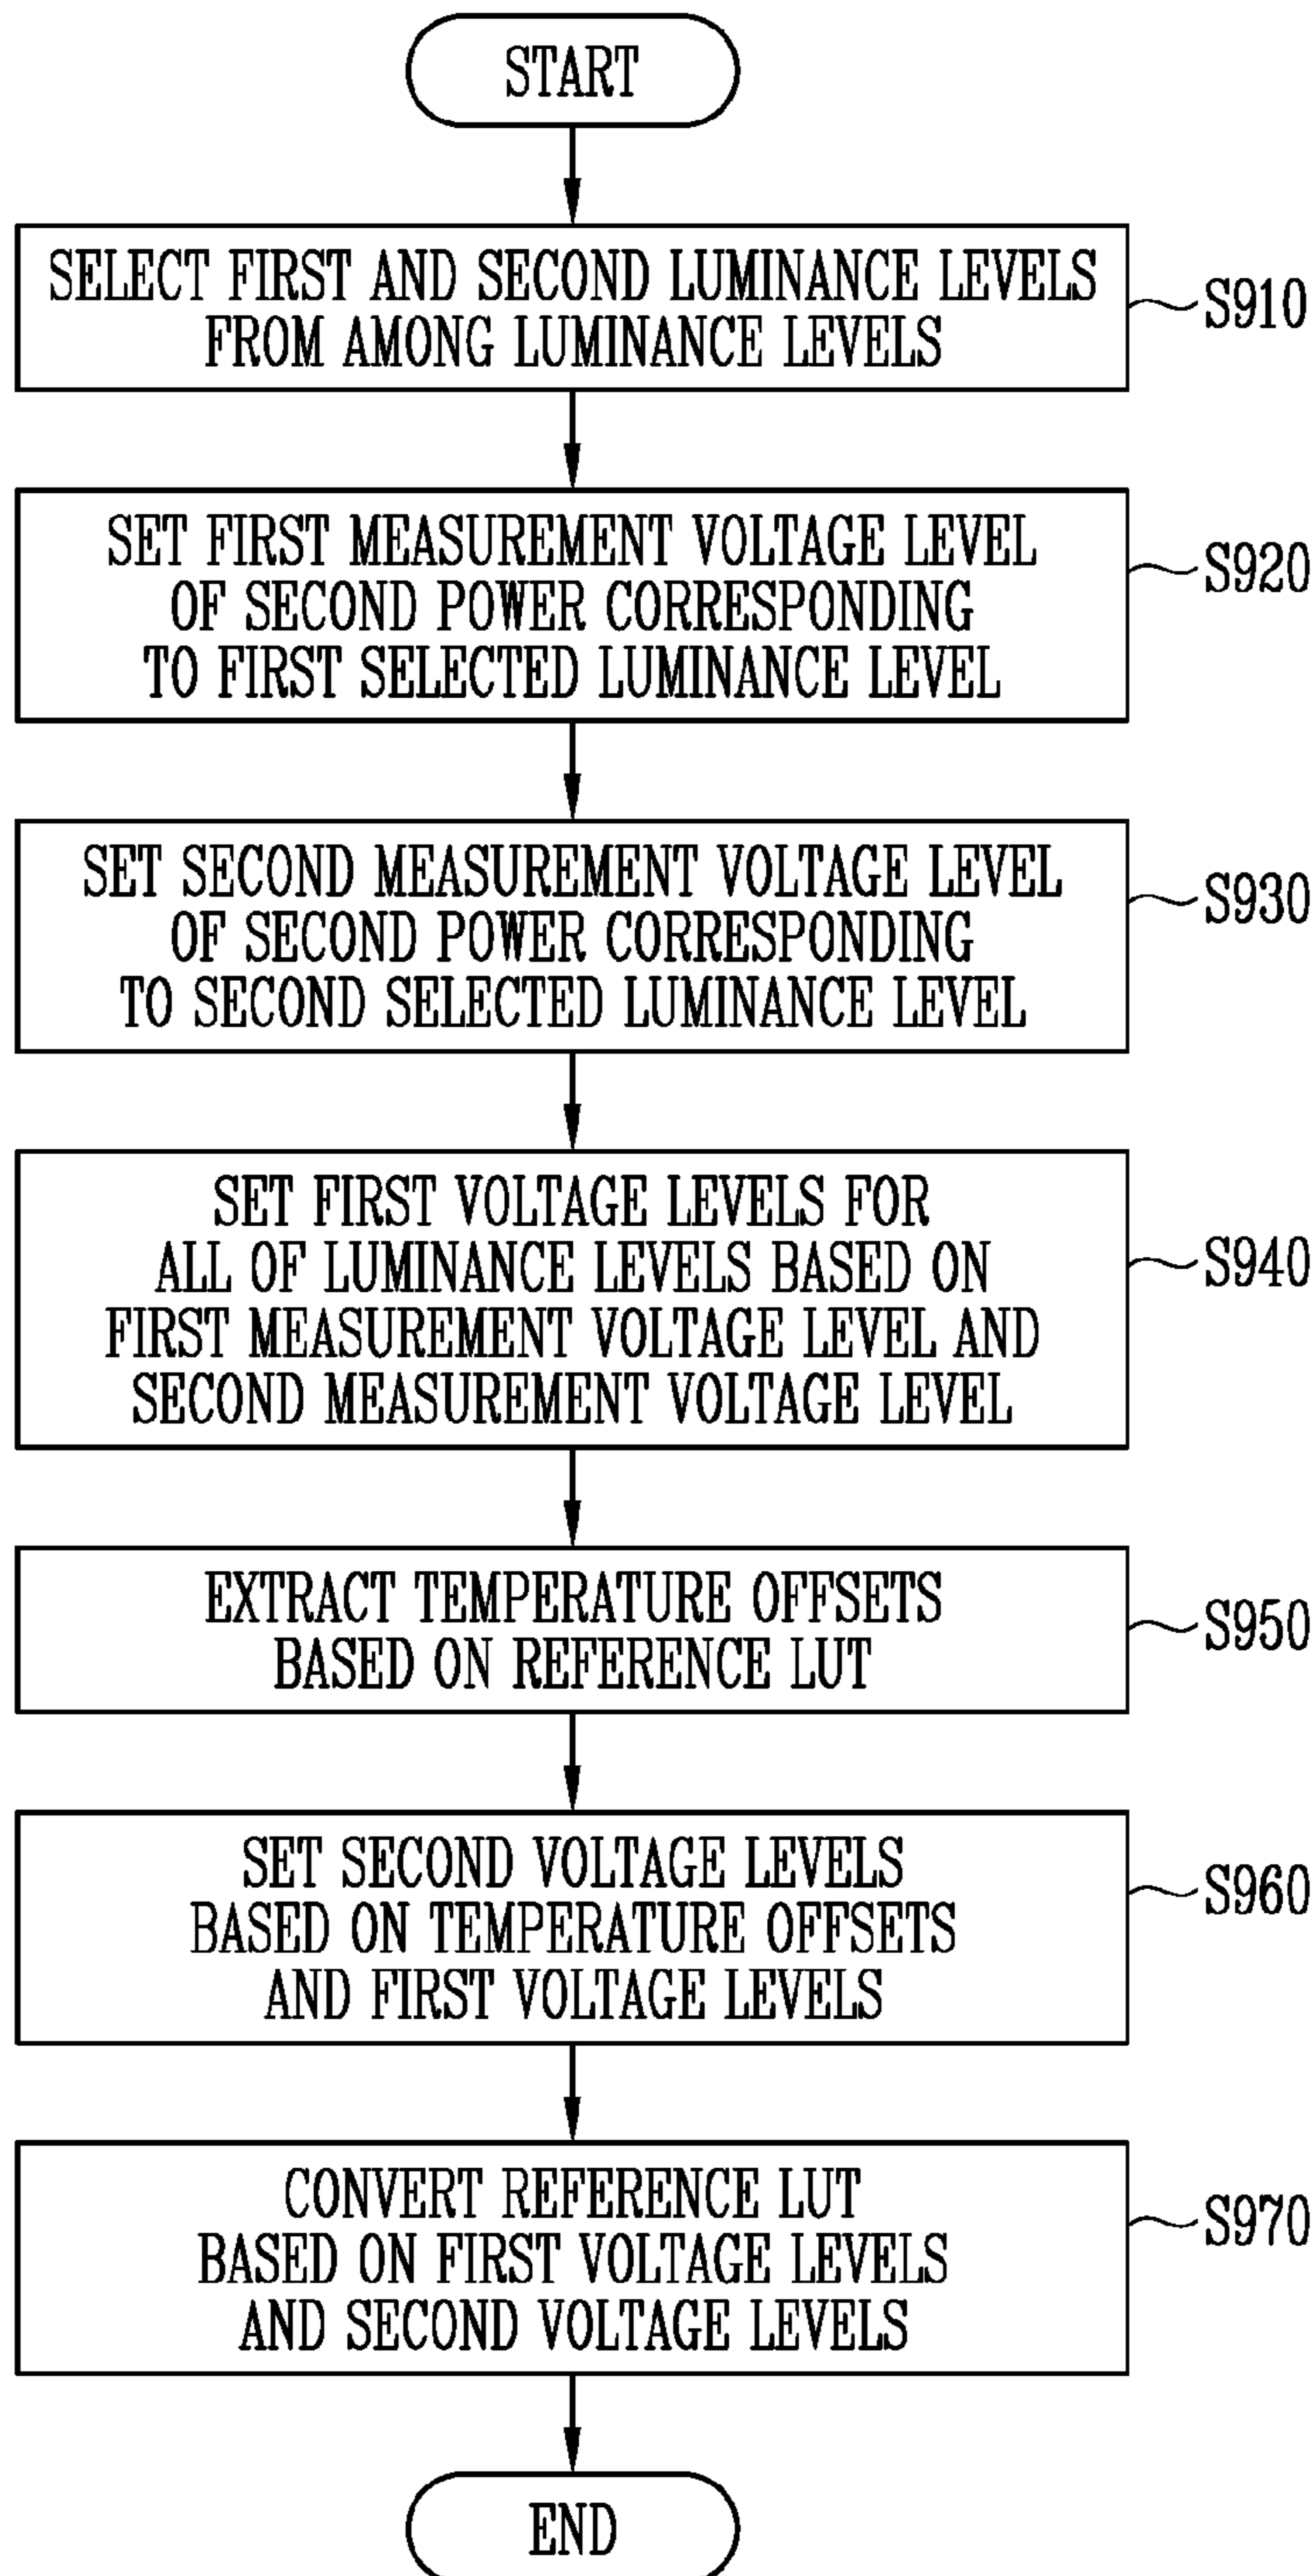 START
SELECT FIRST AND SECOND LUMINANCE LEVELS
FROM AMONG LUMINANCE LEVELS
S910
SET FIRST MEASUREMENT VOLTAGE LEVEL
OF SECOND POWER CORRESPONDING
TO FIRST SELECTED LUMINANCE LEVEL
S920
SET SECOND MEASUREMENT VOLTAGE LEVEL
OF SECOND POWER CORRESPONDING
TO SECOND SELECTED LUMINANCE LEVEL
S930
SET FIRST VOLTAGE LEVELS FOR
ALL OF LUMINANCE LEVELS BASED ON
FIRST MEASUREMENT VOLTAGE LEVEL AND
SECOND MEASUREMENT VOLTAGE LEVEL
S940
EXTRACT TEMPERATURE OFFSETS
BASED ON REFERENCE LUT
S950
SET SECOND VOLTAGE LEVELS
BASED ON TEMPERATURE OFFSETS
AND FIRST VOLTAGE LEVELS
S960
CONVERT REFERENCE LUT
BASED ON FIRST VOLTAGE LEVELS
AND SECOND VOLTAGE LEVELS
S970
END